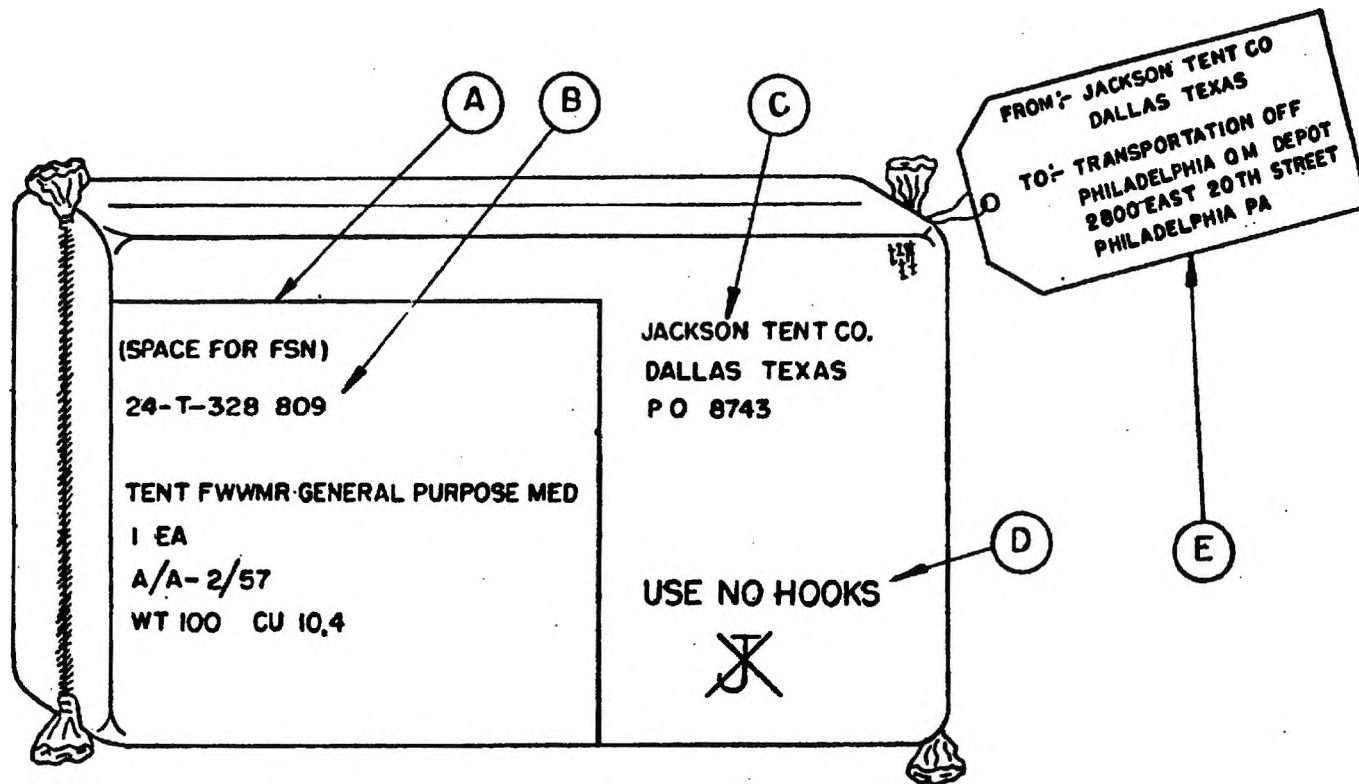 A
B
C
FROM:- JACKSON TENT CO
DALLAS TEXAS
TO:- TRANSPORTATION OFF
PHILADELPHIA QM DEPOT
2800 EAST 20TH STREET
PHILADELPHIA PA
(SPACE FOR FSN)
24-T-328 809
TENT FWWMR GENERAL PURPOSE MED
1 EA
A/A-2/57
WT 100 CU 10.4
JACKSON TENT CO.
DALLAS TEXAS
P O 8743
USE NO HOOKS
J
D
E